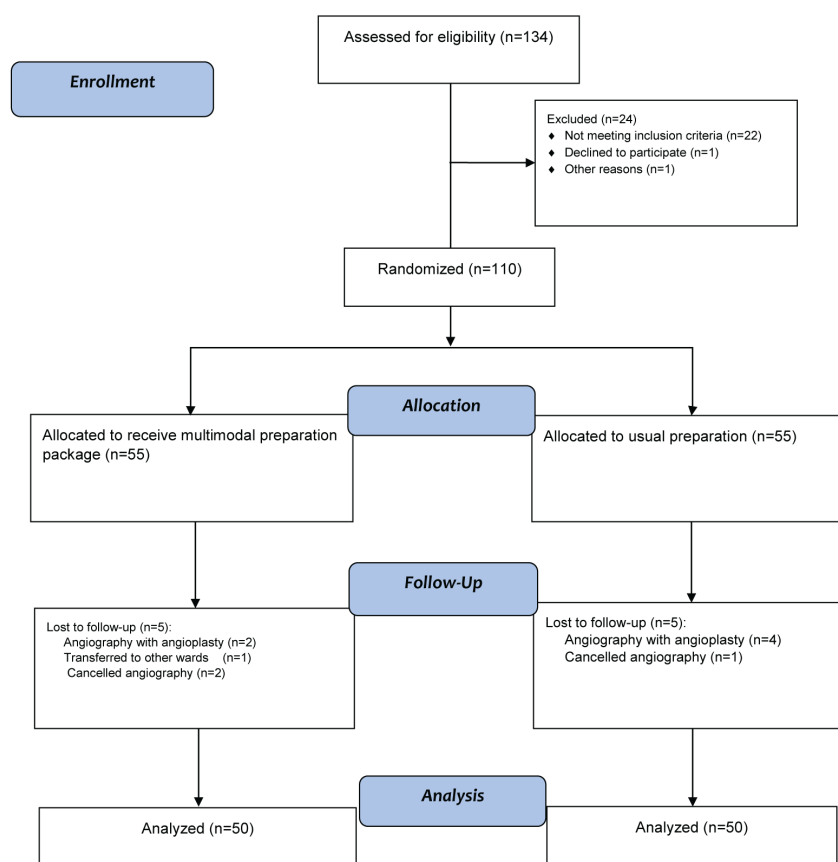 Assessed for eligibility (n=134)
Enrollment
Excluded (n=24)
♦ Not meeting inclusion criteria (n=22)
♦ Declined to participate (n=1)
♦ Other reasons (n=1)
Randomized (n=110)
Allocation
Allocated to receive multimodal preparation
package (n=55)
Allocated to usual preparation (n=55)
Follow-Up
Lost to follow-up (n=5):
Angiography with angioplasty (n=2)
Transferred to other wards (n=1)
Cancelled angiography (n=2)
Lost to follow-up (n=5):
Angiography with angioplasty (n=4)
Cancelled angiography (n=1)
Analysis
Analyzed (n=50)
Analyzed (n=50)